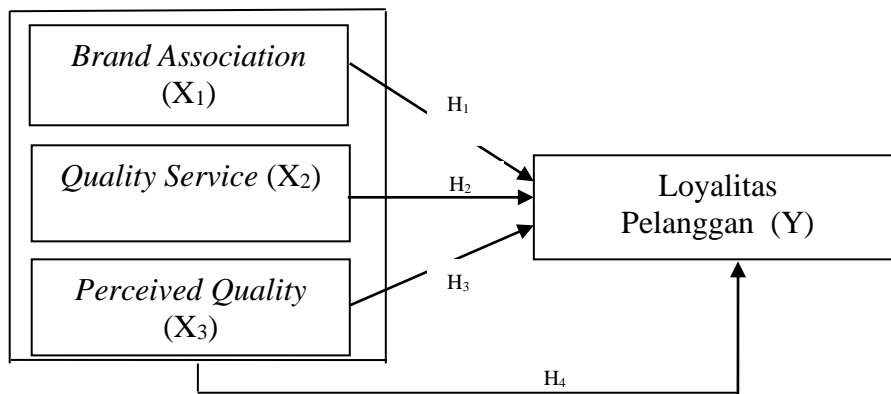 Brand Association
(X₁)
H₁
Quality Service (X₂)
H₂
Loyalitas
Pelanggan (Y)
Perceived Quality
(X₃)
H₃
H₄